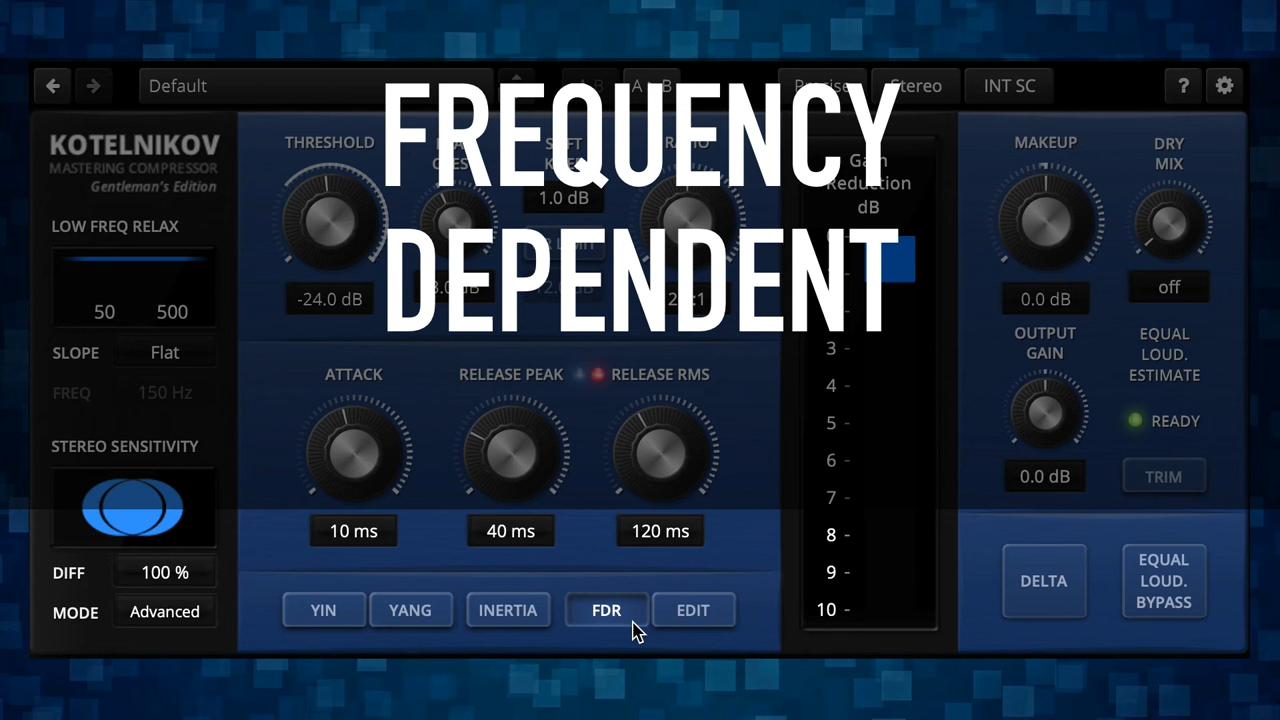 Default
INT SC
?
FREQUENCY
DEPENDENT
KOTELNIKOV
MASTERING COMPRESSOR
Gentleman's Edition
LOW FREQ RELAX
50 500
SLOPE Flat
FREQ 150 Hz
STEREO SENSITIVITY
DIFF 100 %
MODE Advanced
THRESHOLD
-24.0 dB
1.0 dB
ATTACK
10 ms
RELEASE PEAK
40 ms
RELEASE RMS
120 ms
YIN YANG INERTIA FDR EDIT
Gain
Reduction
dB
3 -
4 -
5 -
6 -
7 -
8 -
9 -
10 -
MAKEUP
0.0 dB
DRY
MIX
off
OUTPUT
GAIN
0.0 dB
EQUAL
LOUD.
ESTIMATE
READY
TRIM
DELTA
EQUAL
LOUD.
BYPASS